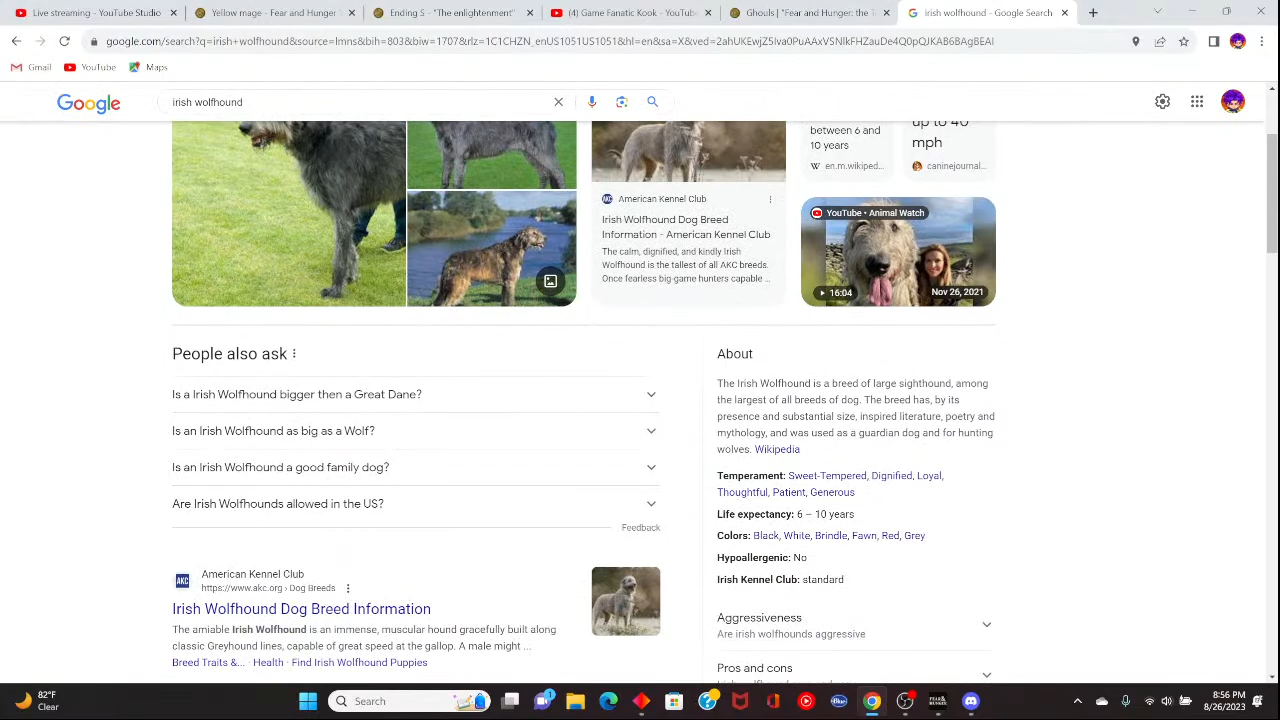 Live streaming - YouTube Studio
Yellow mage - Fear and Hunger
Ending S - "Therenlightenment"
(4) Game Fanatic Kook - YouTube
Ghouls | "Fear and Hunger: the
irish wolfhound - Google Search
google.com/search?q=irish+wolfhound&source=lmns&bih=803&biw=1707&rlz=1C1CHZN_enUS1051US1051&hl=en&sa=X&ved=2ahUKEwjZ5Iva0PuAAxVSNlkFHZauDe4Q0pQJKAB6BAgBEAI
Gmail
YouTube
Maps
Google
irish wolfhound
between 6 and
10 years
en.m.wikiped...
up to 40
mph
caninejournal...
American Kennel Club
Irish Wolfhound Dog Breed
Information - American Kennel Club
The calm, dignified, and kindly Irish
Wolfhound is the tallest of all AKC breeds.
Once fearless big-game hunters capable ...
YouTube • Animal Watch
16:04
Nov 26, 2021
People also ask
Is a Irish Wolfhound bigger then a Great Dane?
Is an Irish Wolfhound as big as a Wolf?
Is an Irish Wolfhound a good family dog?
Are Irish Wolfhounds allowed in the US?
Feedback
AKC
American Kennel Club
https://www.akc.org › Dog Breeds
Irish Wolfhound Dog Breed Information
The amiable Irish Wolfhound is an immense, muscular hound gracefully built along
classic Greyhound lines, capable of great speed at the gallop. A male might ...
Breed Traits &... · Health · Find Irish Wolfhound Puppies
About
The Irish Wolfhound is a breed of large sighthound, among
the largest of all breeds of dog. The breed has, by its
presence and substantial size, inspired literature, poetry and
mythology, and was used as a guardian dog and for hunting
wolves. Wikipedia
Temperament: Sweet-Tempered, Dignified, Loyal,
Thoughtful, Patient, Generous
Life expectancy: 6 – 10 years
Colors: Black, White, Brindle, Fawn, Red, Grey
Hypoallergenic: No
Irish Kennel Club: standard
Aggressiveness
Are irish wolfhounds aggressive
Pros and cons
82°F
Clear
Search
8:56 PM
8/26/2023